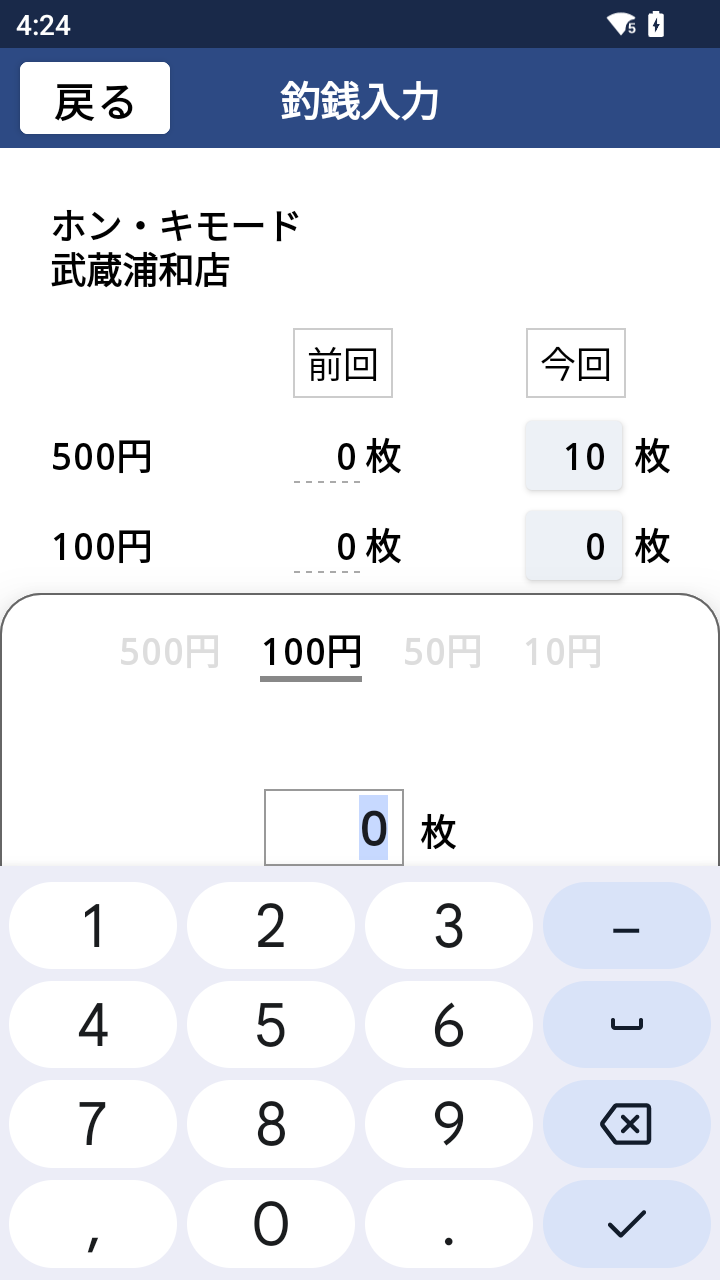 4:24
戻る 釣銭入力
ホン・キモード
武蔵浦和店
前回 今回
500円 0 枚 10 枚
100円 0 枚 0 枚
500円 100円 50円 10円
0 枚
1 2 3 –
4 5 6
7 8 9
, 0 .